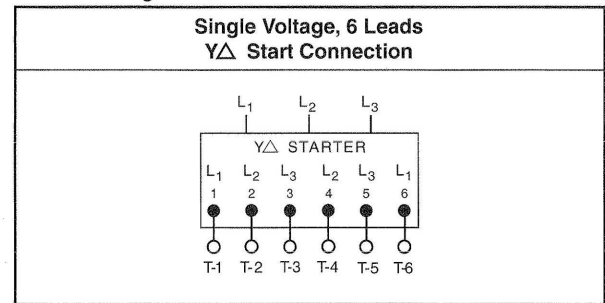 Single Voltage, 6 Leads
Y△ Start Connection
L1 L2 L3
Y△ STARTER
L1 L2 L3 L2 L3 L1
1 2 3 4 5 6
T-1 T-2 T-3 T-4 T-5 T-6